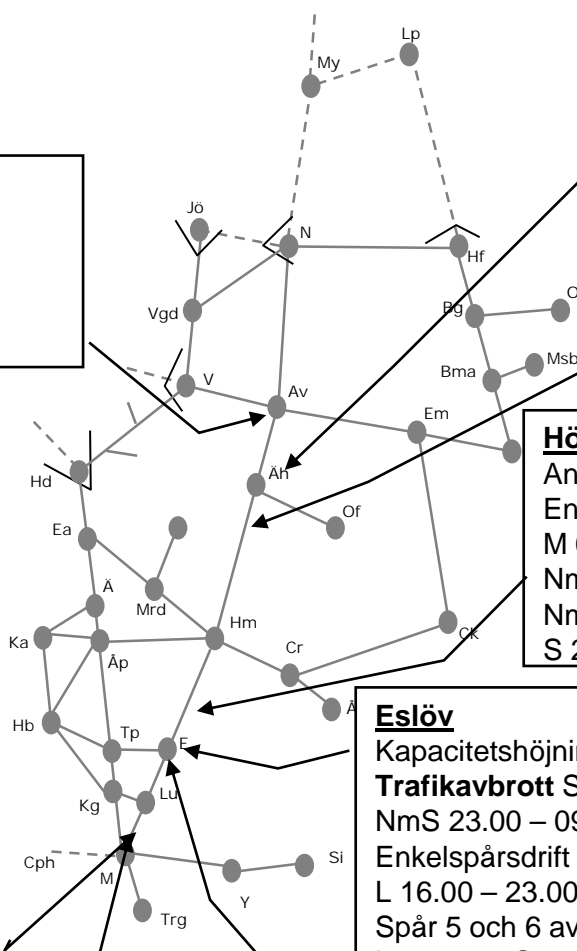 Lp
My
Jö
N
Hf
Vgd
Bg
O
Bma
Msb
V
Av
Em
Hd
Äh
Of
Ea
Ä
Mrd
Ka
Hm
Åp
Cr
Ck
Hb
Tp
E
Kg
Lu
Cph
M
Si
Y
Trg
Hö
An
En
M
Nm
Nm
S 2
Eslöv
Kapacitetshöjnin
Trafikavbrott S
NmS 23.00 – 09
Enkelspårsdrift
L 16.00 – 23.00
Spår 5 och 6 av